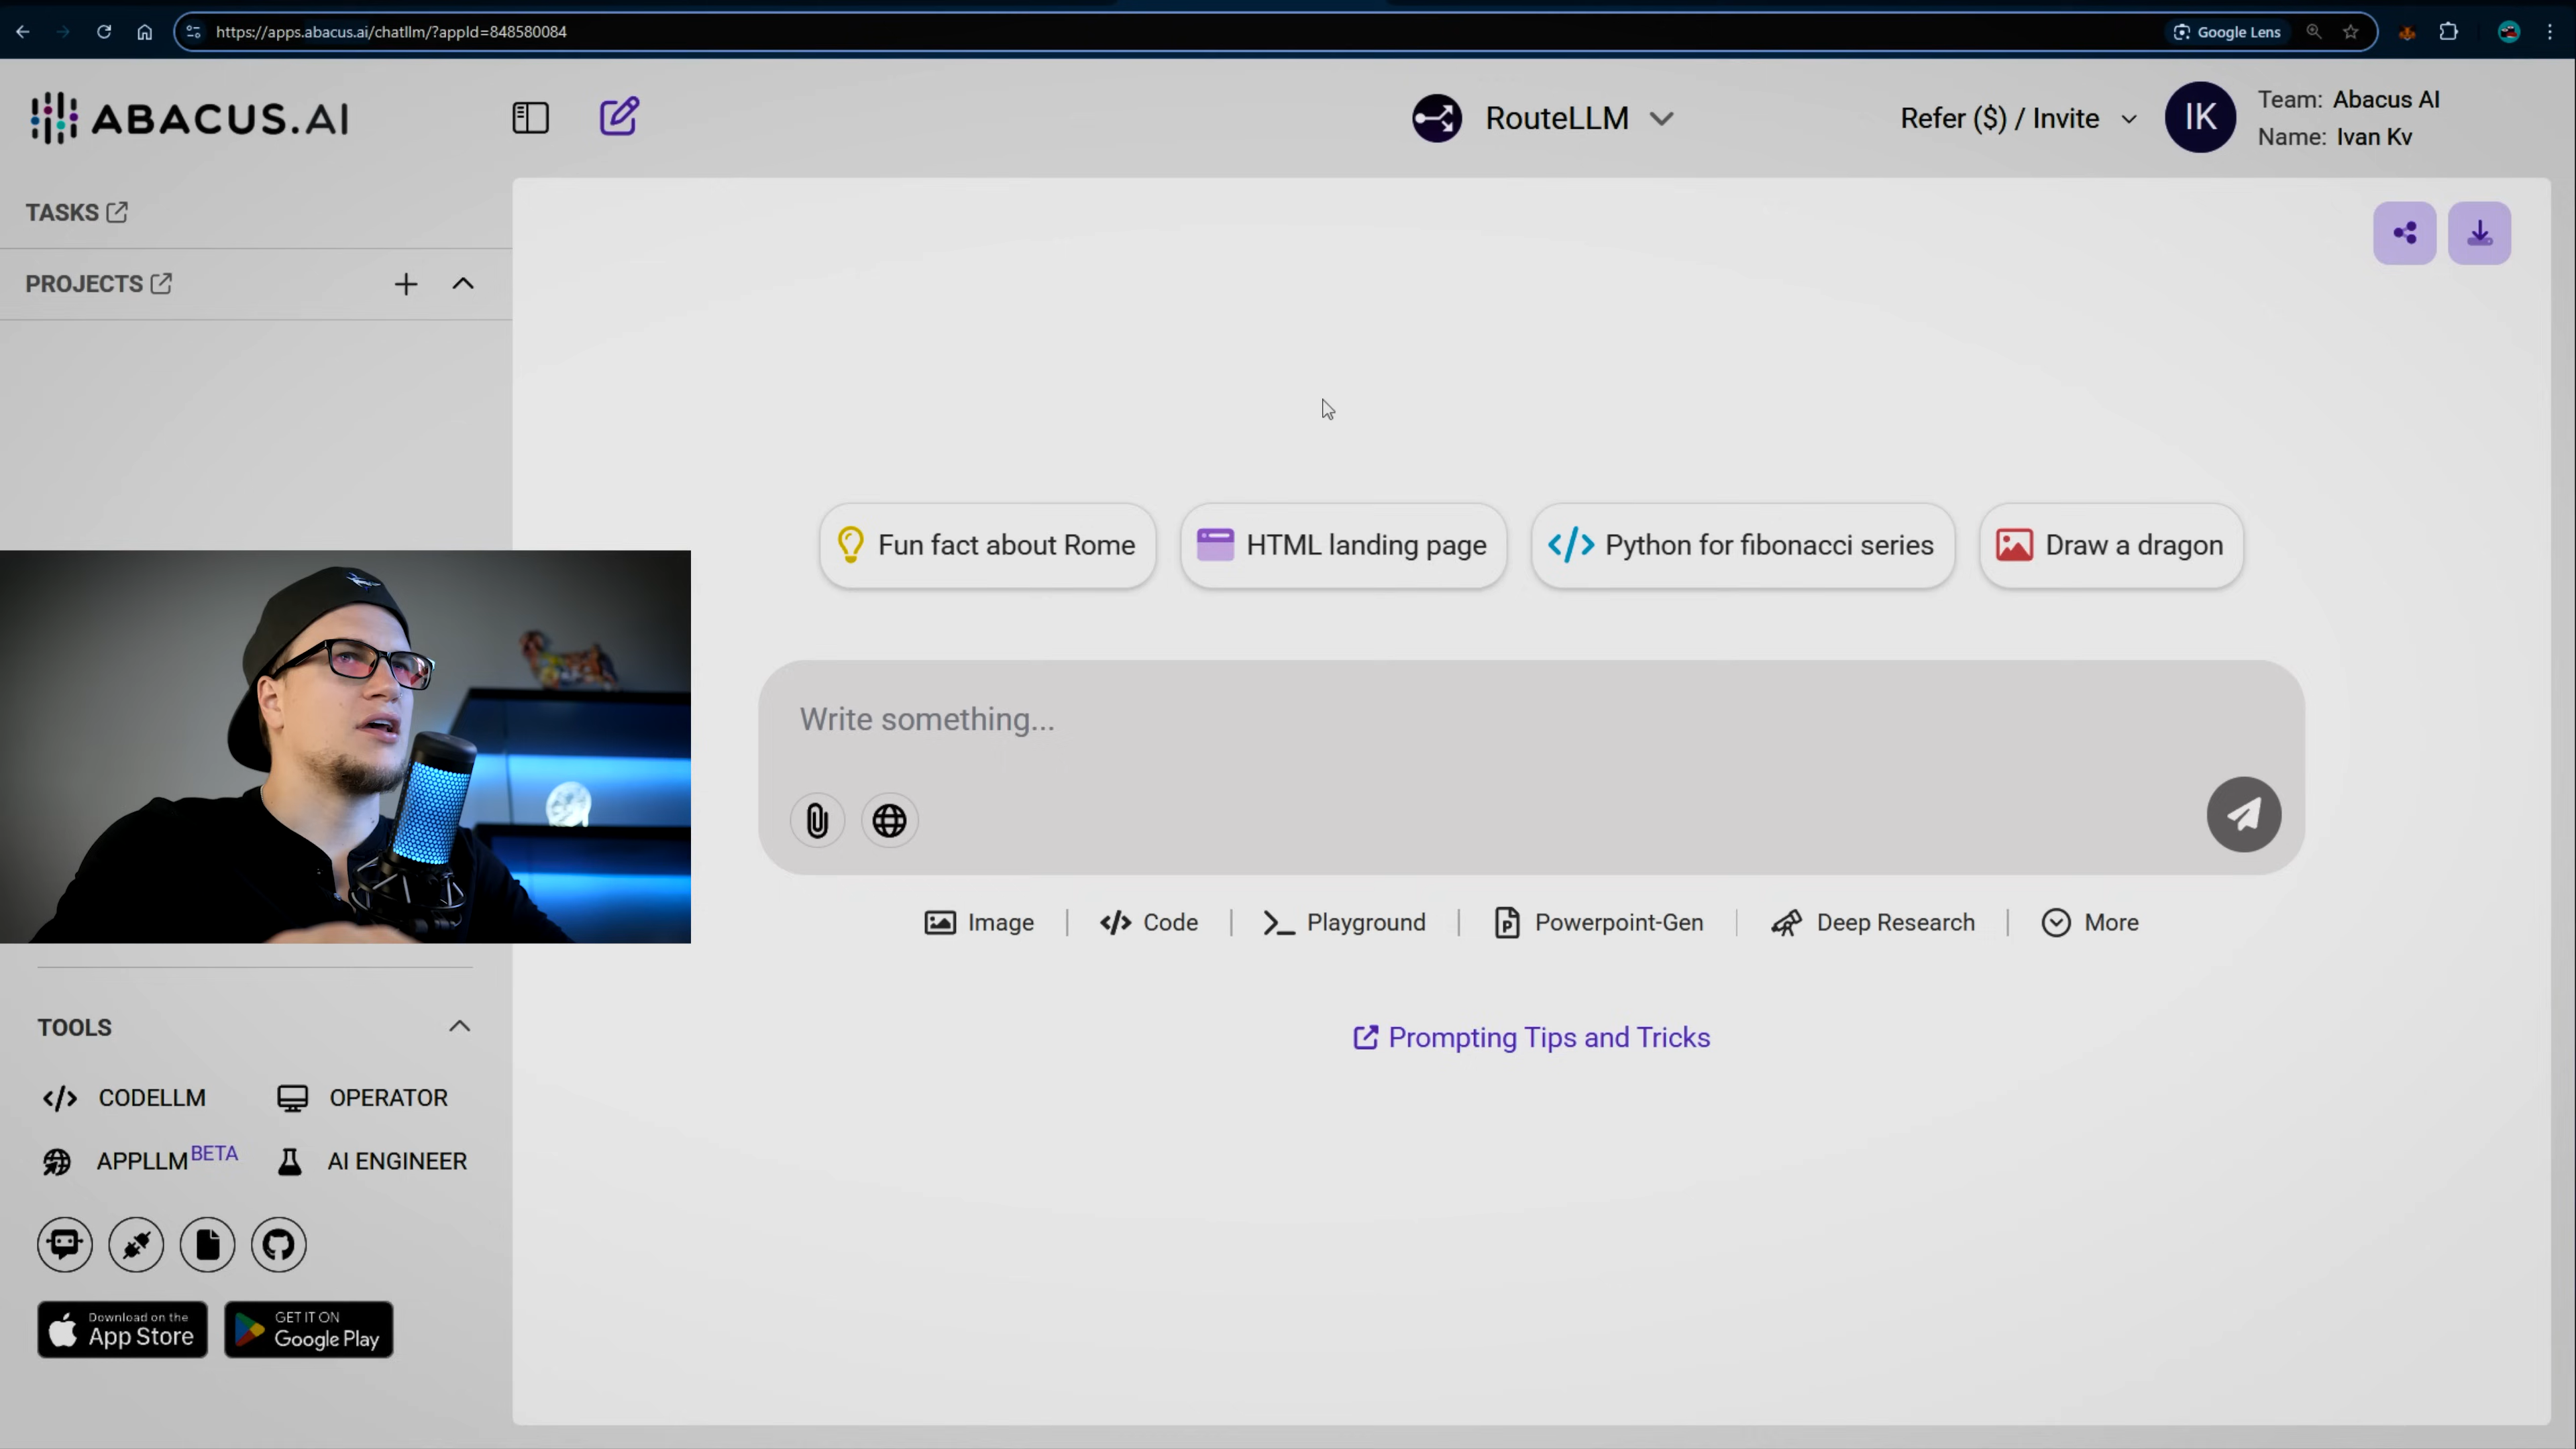 https://apps.abacus.ai/chatllm/?appId=848580084
Google Lens
ABACUS.AI
RouteLLM
Refer ($) / Invite
IK
Team: Abacus AI
Name: Ivan Kv
TASKS
PROJECTS
Fun fact about Rome
HTML landing page
Python for fibonacci series
Draw a dragon
Write something...
Image
Code
Playground
Powerpoint-Gen
Deep Research
More
Prompting Tips and Tricks
TOOLS
CODELLM
OPERATOR
APPLLM BETA
AI ENGINEER
Download on the
App Store
GET IT ON
Google Play